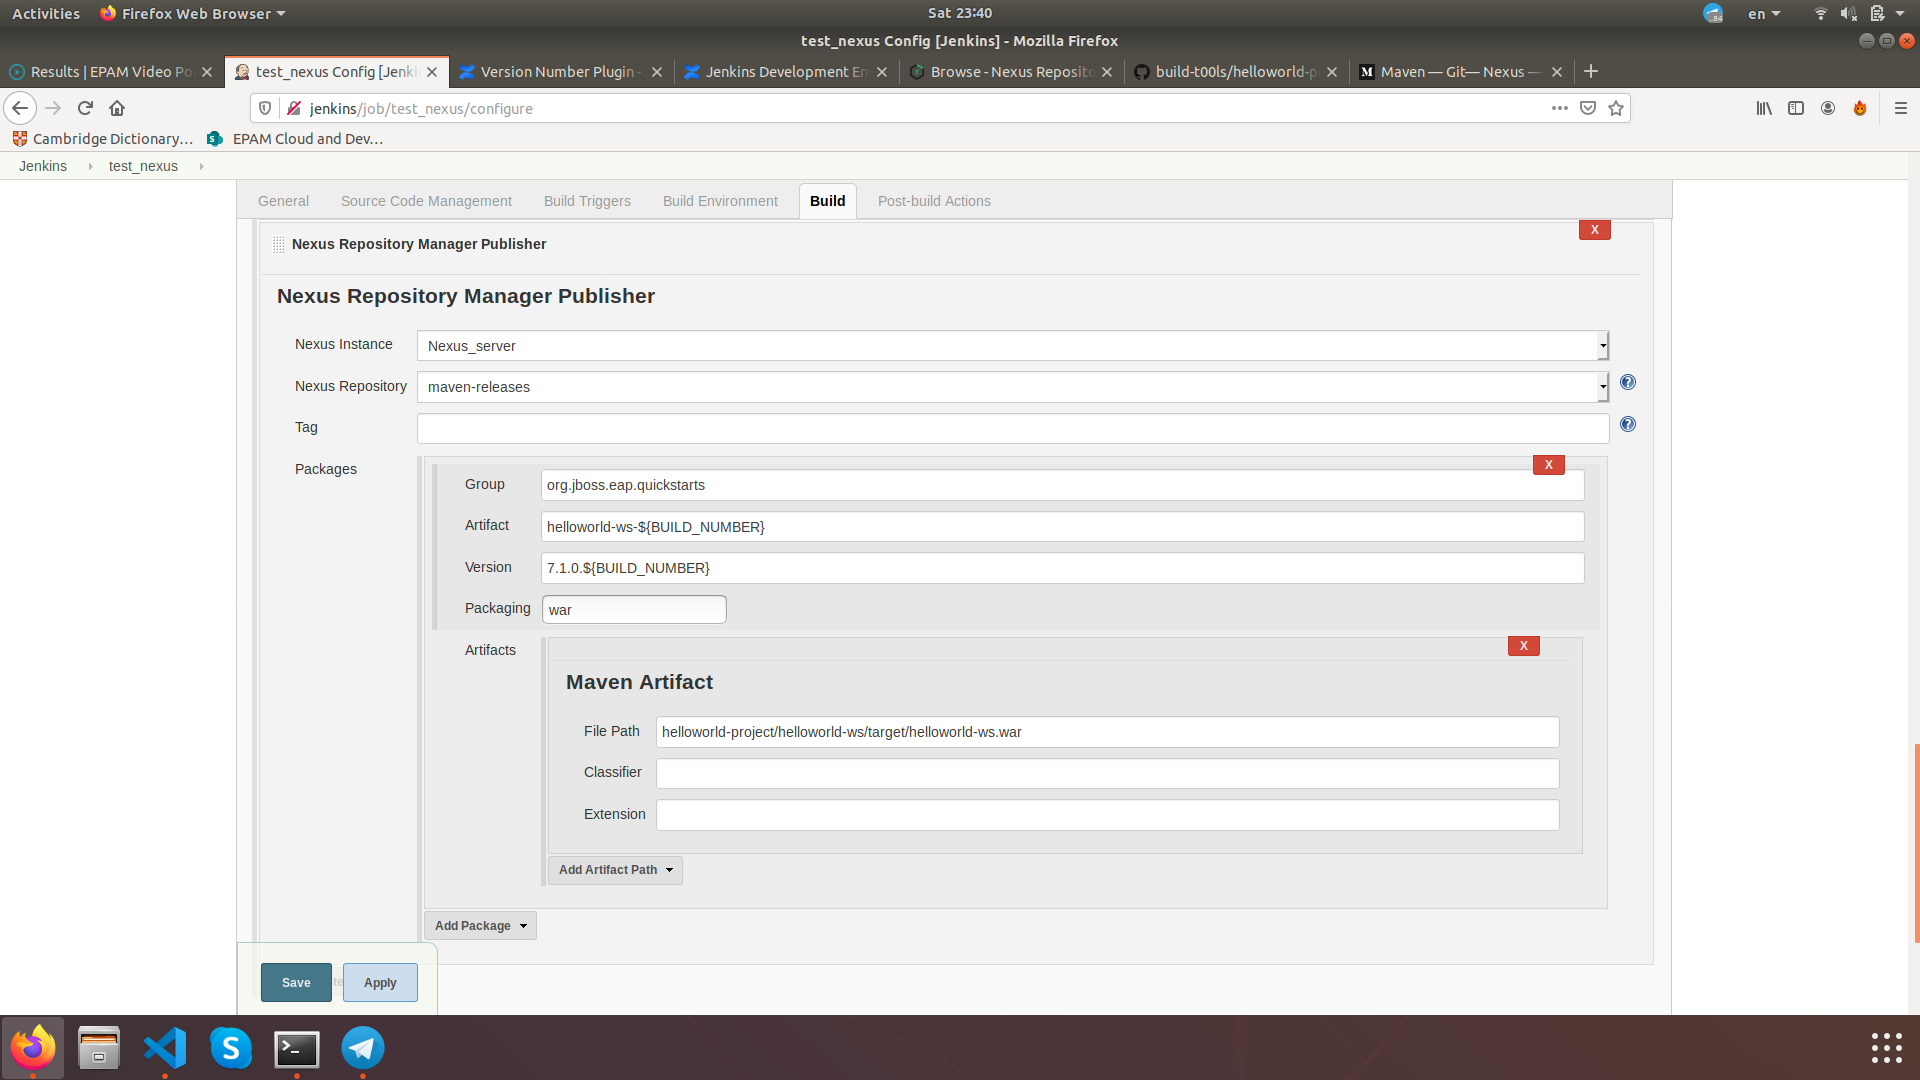 Activities
Firefox Web Browser
Sat 23:40
84
en
test_nexus Config [Jenkins] - Mozilla Firefox
Results | EPAM Video Po
test_nexus Config [Jenki
Version Number Plugin -
Jenkins Development En
Browse - Nexus Reposito
build-t00ls/helloworld-p
Maven — Git— Nexus —
jenkins/job/test_nexus/configure
Cambridge Dictionary…
EPAM Cloud and Dev…
Jenkins
test_nexus
General
Source Code Management
Build Triggers
Build Environment
Build
Post-build Actions
X
Nexus Repository Manager Publisher
Nexus Repository Manager Publisher
Nexus Instance
Nexus_server
Nexus Repository
maven-releases
?
Tag
?
Packages
X
Group
org.jboss.eap.quickstarts
Artifact
helloworld-ws-${BUILD_NUMBER}
Version
7.1.0.${BUILD_NUMBER}
Packaging
war
Artifacts
X
Maven Artifact
File Path
helloworld-project/helloworld-ws/target/helloworld-ws.war
Classifier
Extension
Add Artifact Path
Add Package
Save
Apply